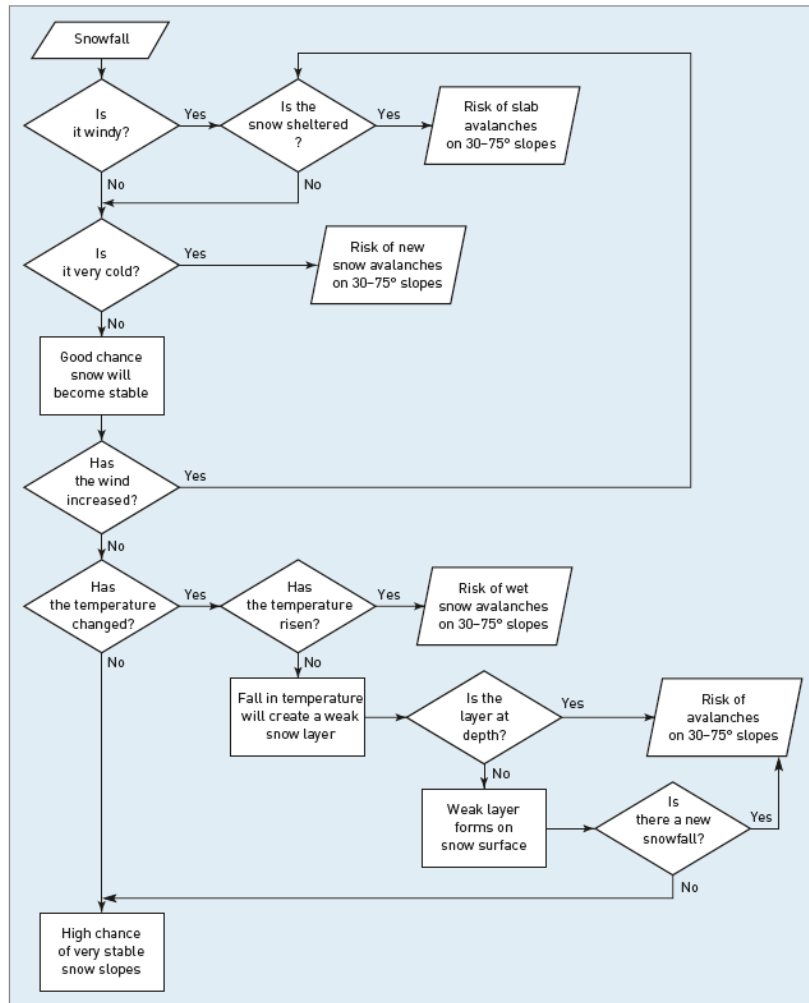 Snowfall
Is
it windy?
Yes
No
Is the
snow sheltered
?
Yes
No
Risk of slab
avalanches
on 30–75° slopes
Is
it very cold?
Yes
No
Risk of new
snow avalanches
on 30–75° slopes
Good chance
snow will
become stable
Has
the wind
increased?
Yes
No
Has
the temperature
changed?
Yes
No
Has
the temperature
risen?
Yes
No
Risk of wet
snow avalanches
on 30–75° slopes
Fall in temperature
will create a weak
snow layer
Is the
layer at
depth?
Yes
No
Risk of
avalanches
on 30–75° slopes
Weak layer
forms on
snow surface
Is
there a new
snowfall?
Yes
No
High chance
of very stable
snow slopes